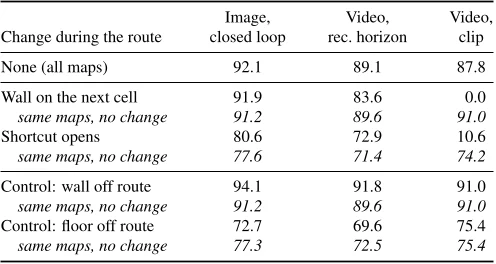 Image, Video, Video,
Change during the route closed loop rec. horizon clip
None (all maps) 92.1 89.1 87.8
Wall on the next cell 91.9 83.6 0.0
same maps, no change 91.2 89.6 91.0
Shortcut opens 80.6 72.9 10.6
same maps, no change 77.6 71.4 74.2
Control: wall off route 94.1 91.8 91.0
same maps, no change 91.2 89.6 91.0
Control: floor off route 72.7 69.6 75.4
same maps, no change 77.3 72.5 75.4